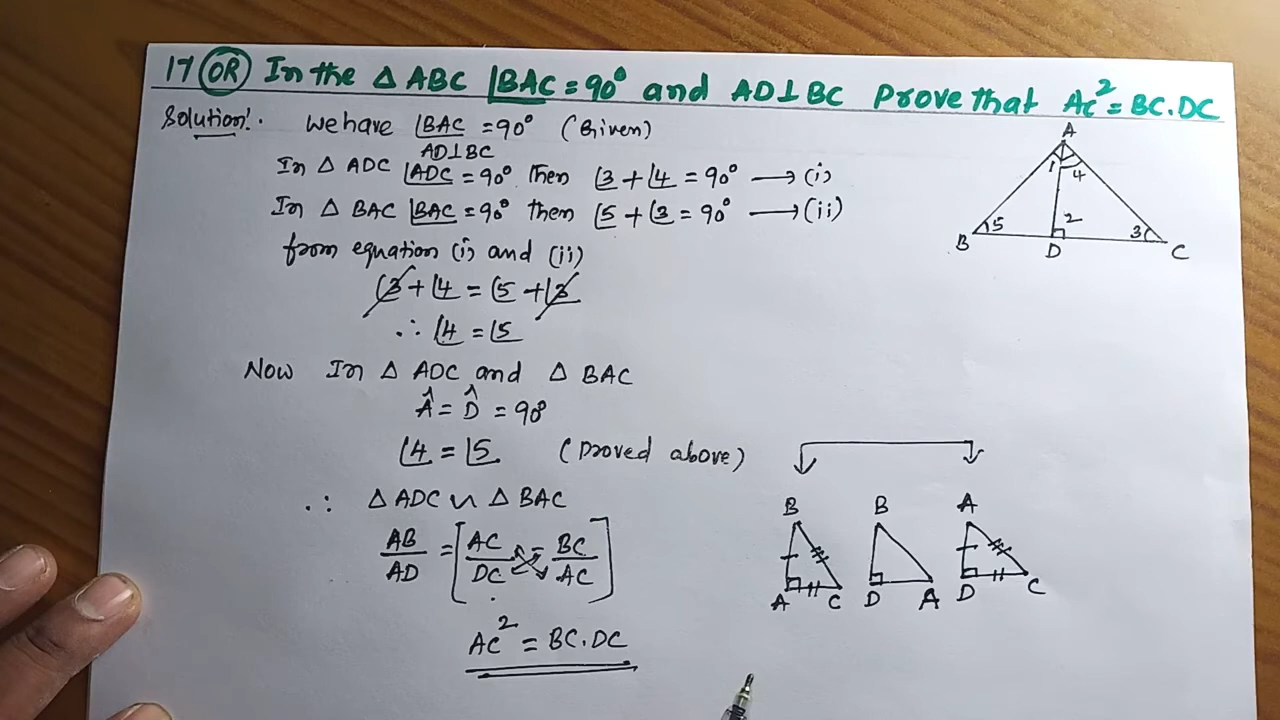 17 (OR) In the Δ ABC ∠BAC = 90° and AD⊥BC Prove that AC² = BC.DC
Solution:. We have ∠BAC = 90° (Given)
AD⊥BC
In Δ ADC ∠ADC = 90° then ∠3 + ∠4 = 90° → (i)
In Δ BAC ∠BAC = 90° then ∠5 + ∠3 = 90° → (ii)
from equation (i) and (ii)
∠3 + ∠4 = ∠5 + ∠3
∴ ∠4 = ∠5
Now In Δ ADC and Δ BAC
Â = D̂ = 90°
∠4 = ∠5 (Proved above)
∴ Δ ADC ∽ Δ BAC
AB/AD = [AC/DC = BC/AC]
AC² = BC.DC
A
1 4
5 2 3
B D C
B B A
A C D A D C